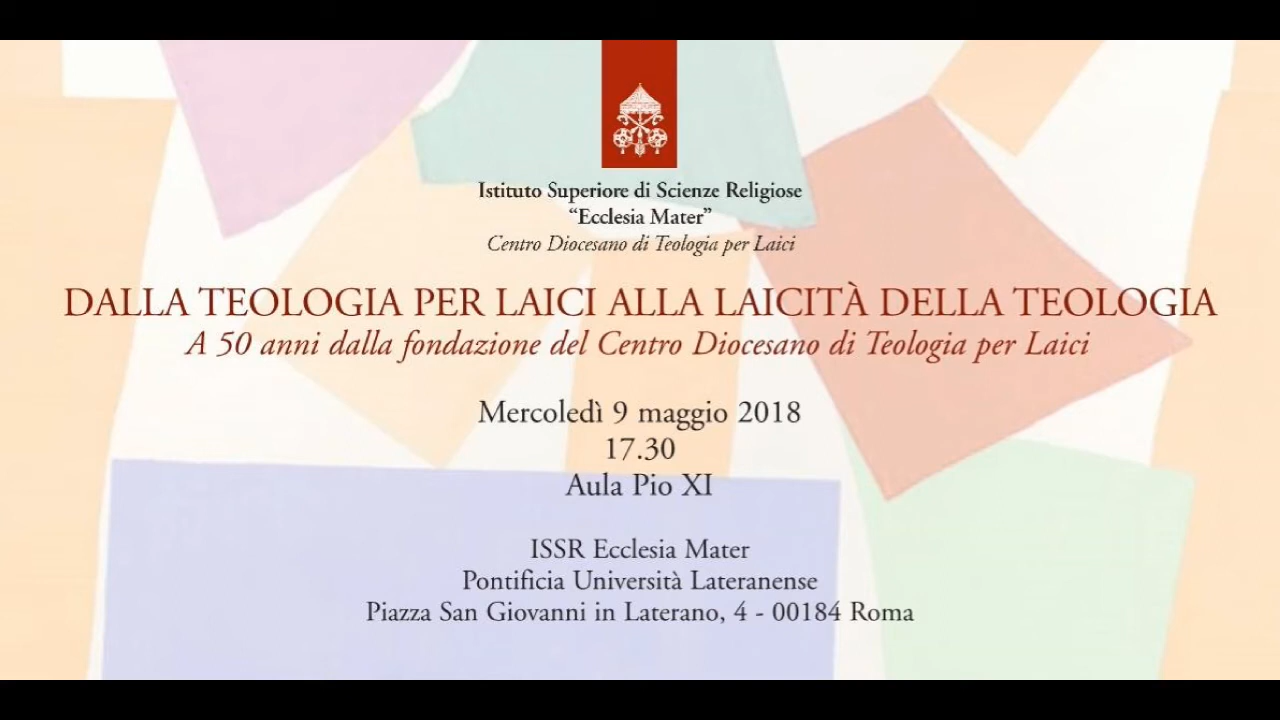 Istituto Superiore di Scienze Religiose
“Ecclesia Mater”
Centro Diocesano di Teologia per Laici
DALLA TEOLOGIA PER LAICI ALLA LAICITÀ DELLA TEOLOGIA
A 50 anni dalla fondazione del Centro Diocesano di Teologia per Laici
Mercoledì 9 maggio 2018
17.30
Aula Pio XI
ISSR Ecclesia Mater
Pontificia Università Lateranense
Piazza San Giovanni in Laterano, 4 - 00184 Roma